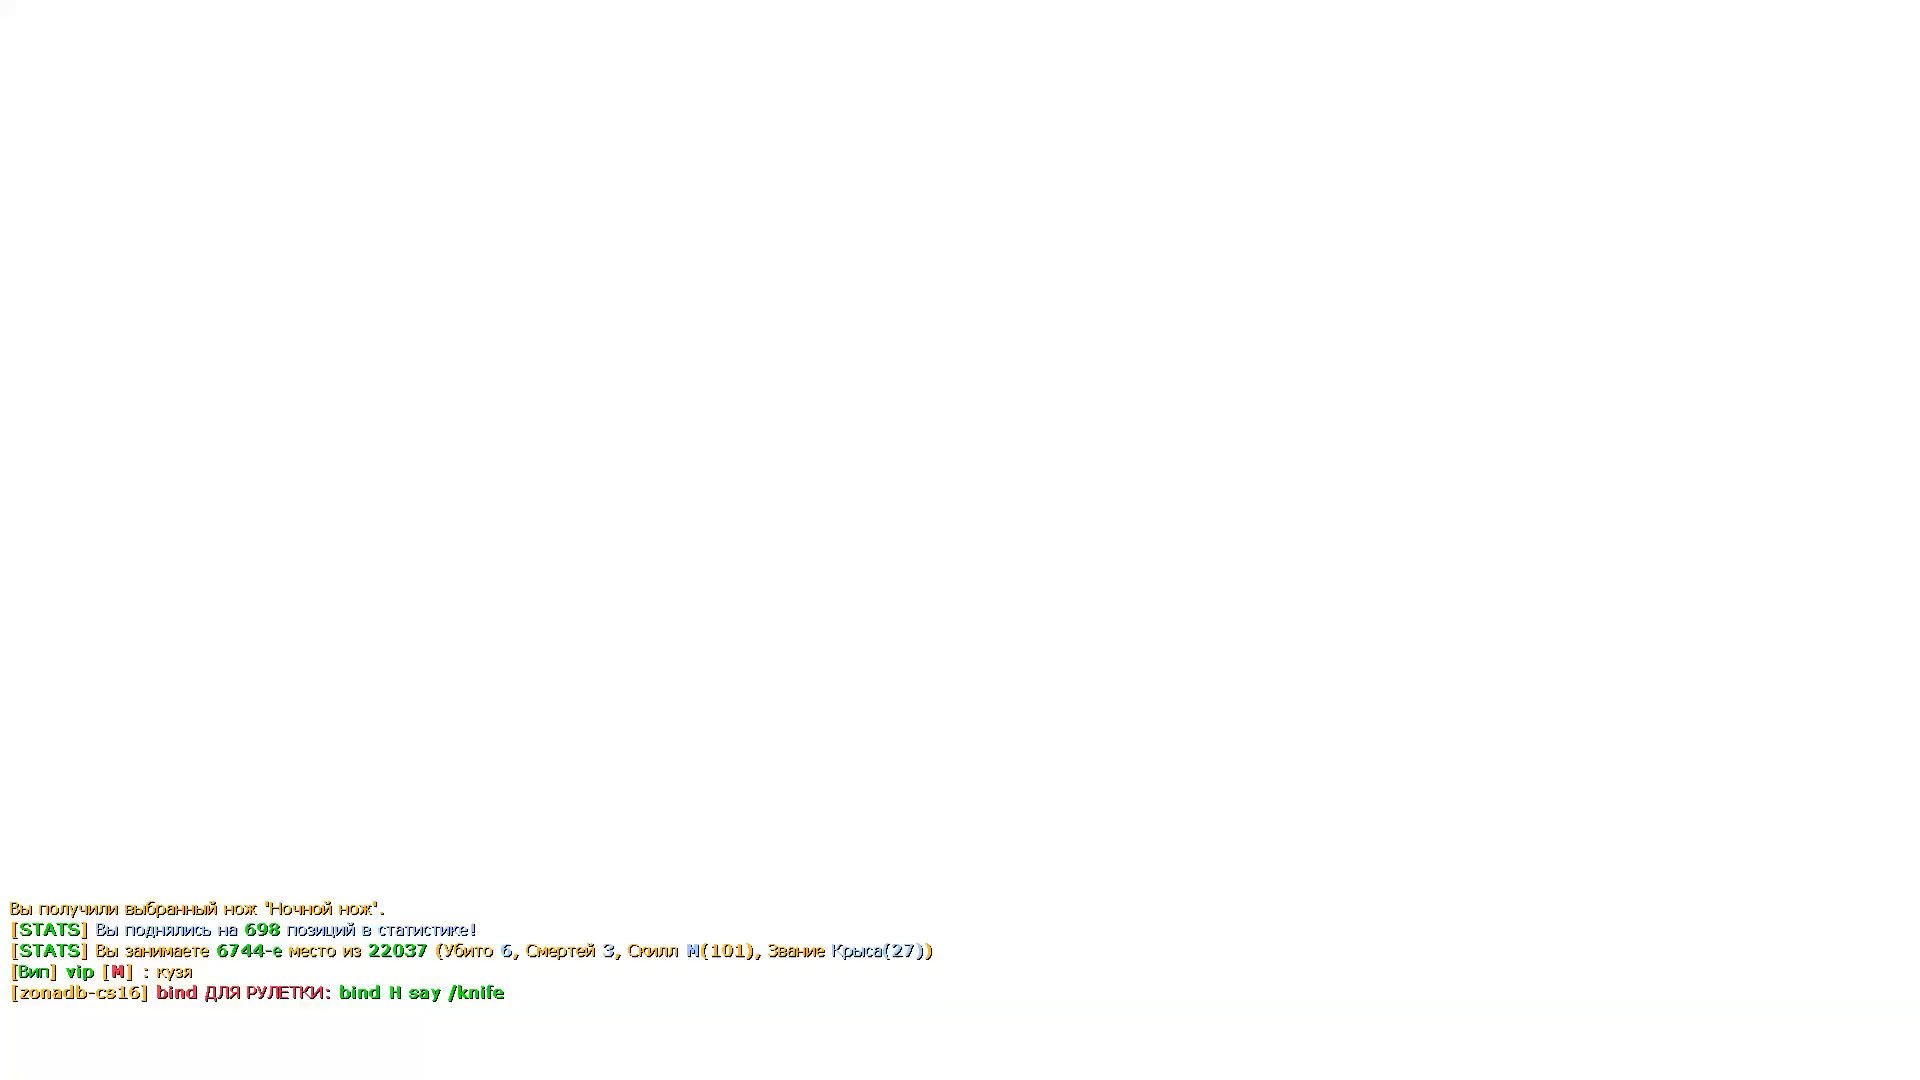 Вы получили выбранный нож 'Ночной нож'.
[STATS] Вы поднялись на 698 позиций в статистике!
[STATS] Вы занимаете 6744-е место из 22037 (Убито 6, Смертей 3, Скилл M(101), Звание Крыса(27))
[Вип] vip [M] : кузя
[zonadb-cs16] bind ДЛЯ РУЛЕТКИ: bind H say /knife